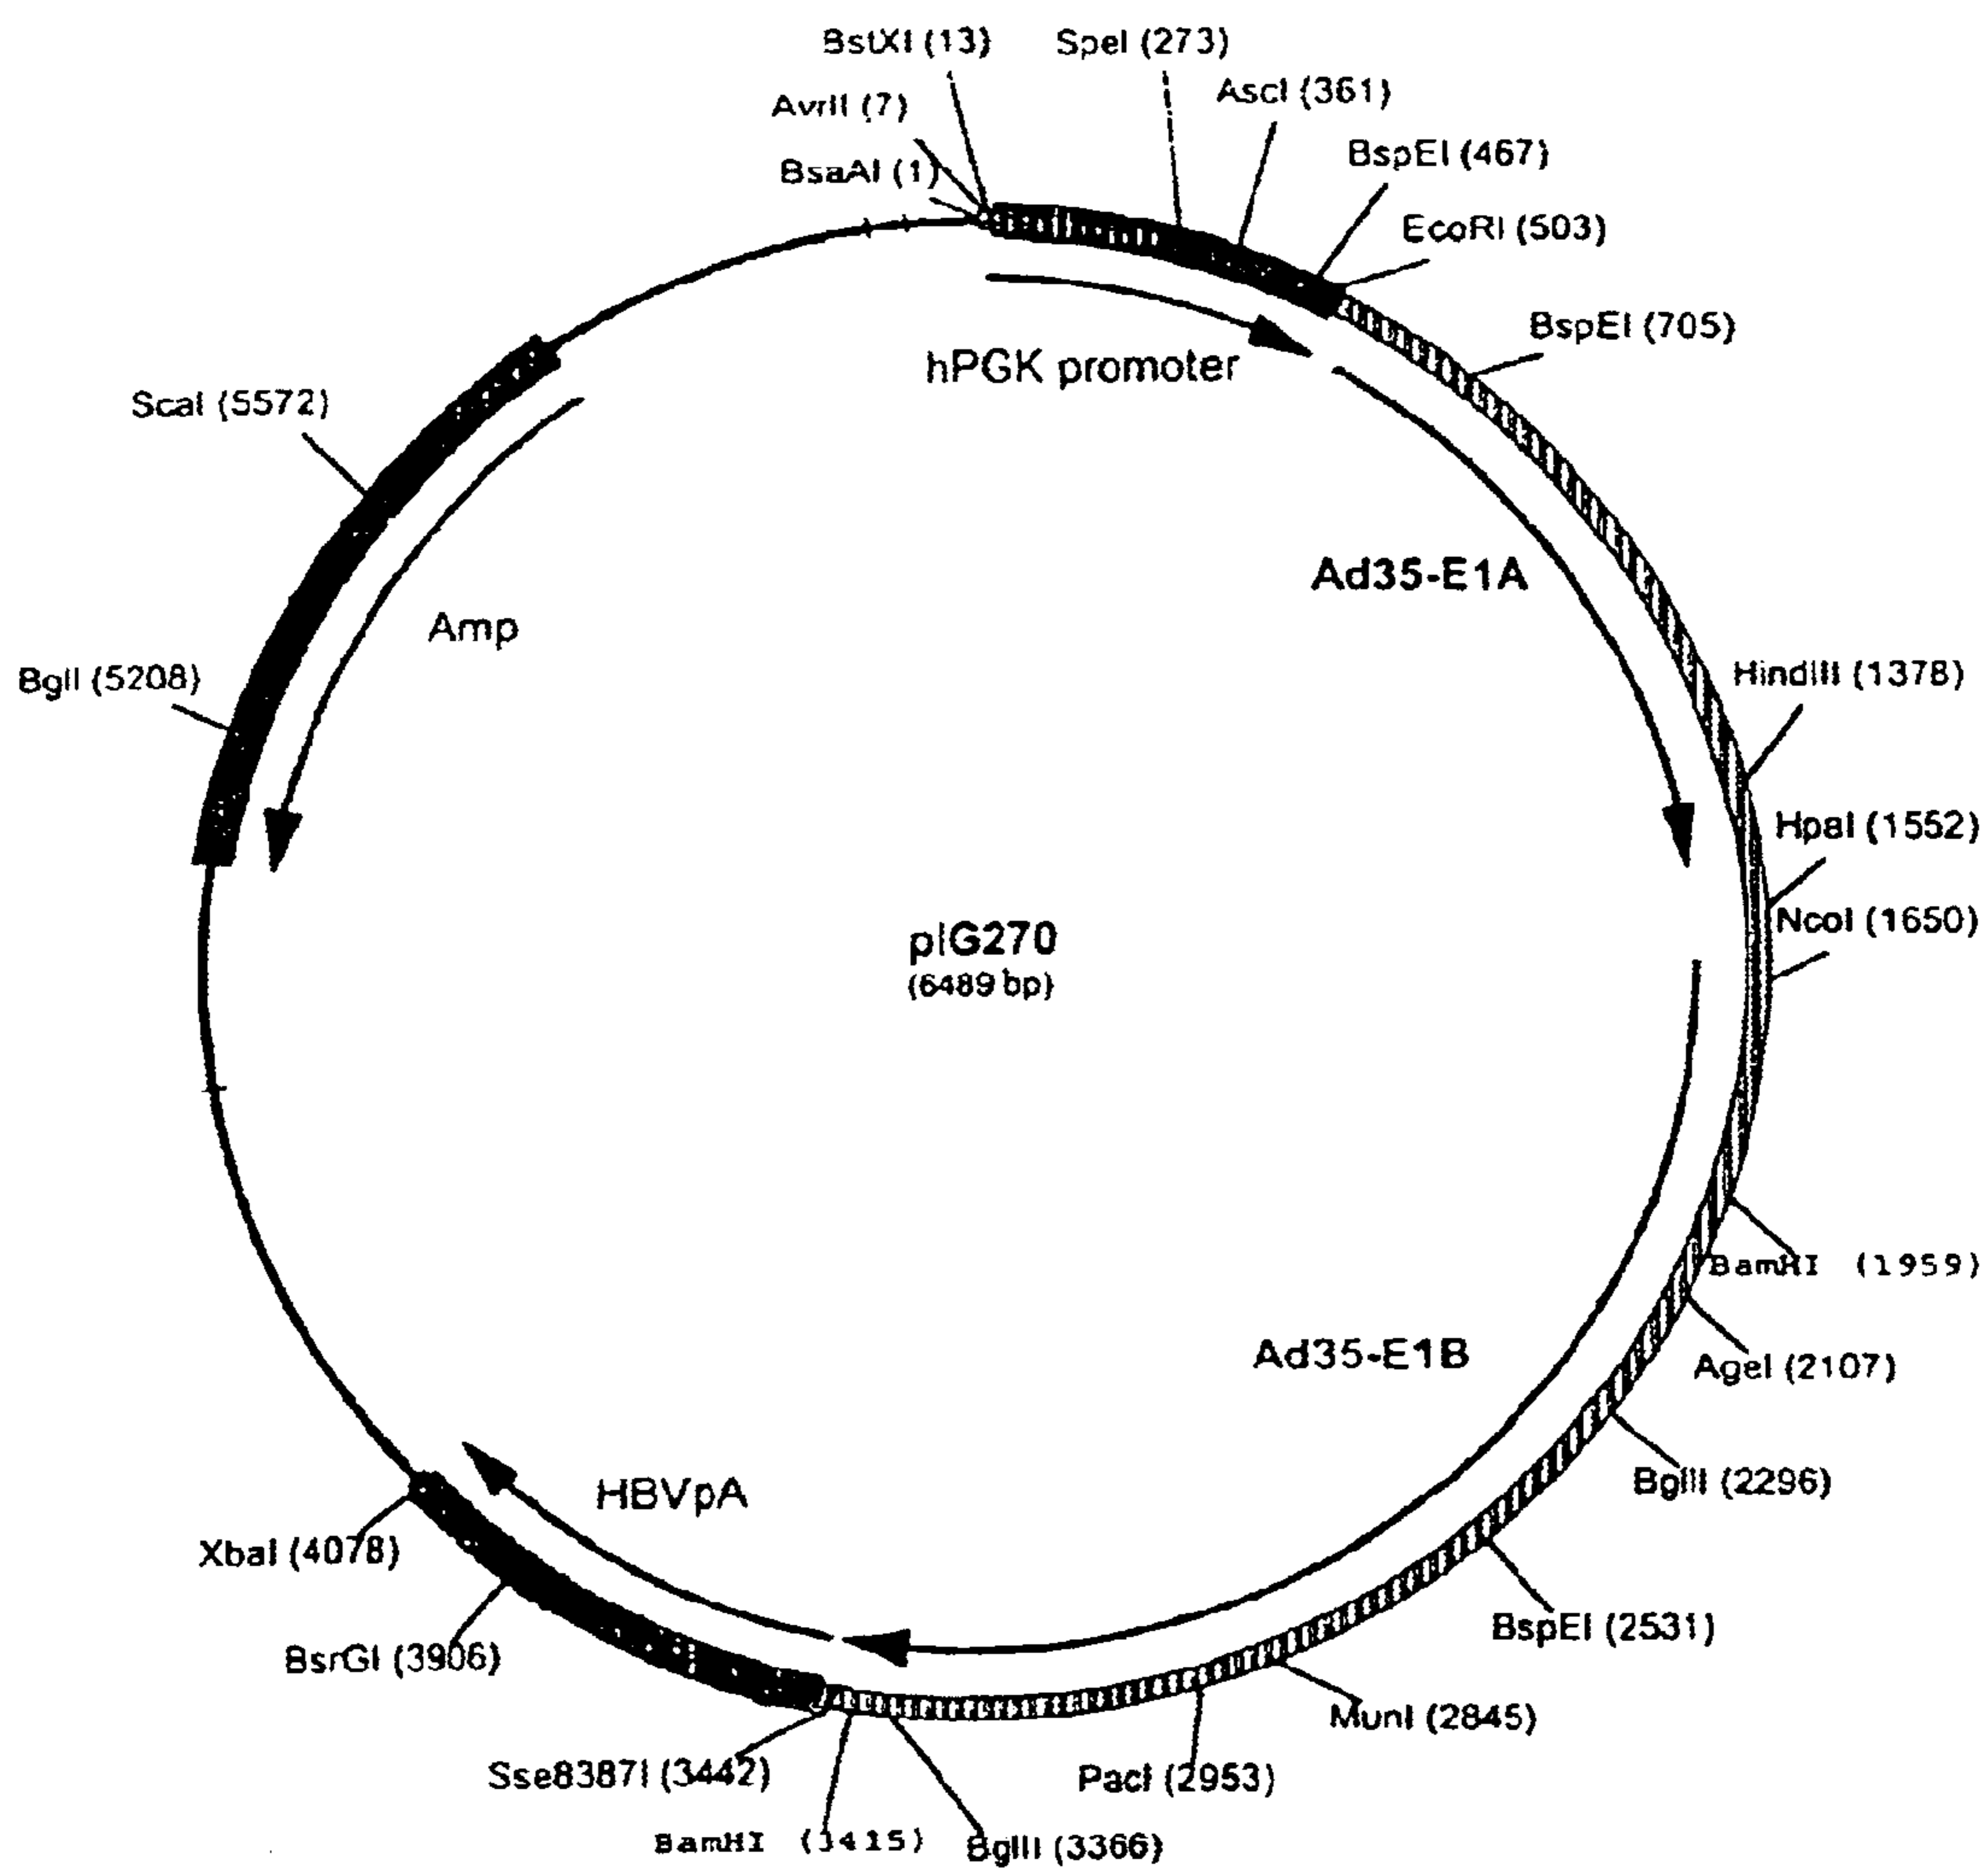 BstXI (13)
SpeI (273)
AscI (361)
AvrII (7)
BspEI (467)
BsaAI (1)
EcoRI (503)
BspEI (705)
hPGK promoter
ScaI (5572)
Ad35-E1A
Amp
BglI (5208)
HindIII (1378)
HpaI (1552)
NcoI (1650)
pIG270
(6489 bp)
BamHI (1959)
Ad35-E1B
AgeI (2107)
BglII (2296)
HBVpA
XbaI (4078)
BspEI (2531)
BsrGI (3906)
MunI (2845)
Sse8387I (3442)
PacI (2953)
BamHI (3415)
BglII (3366)